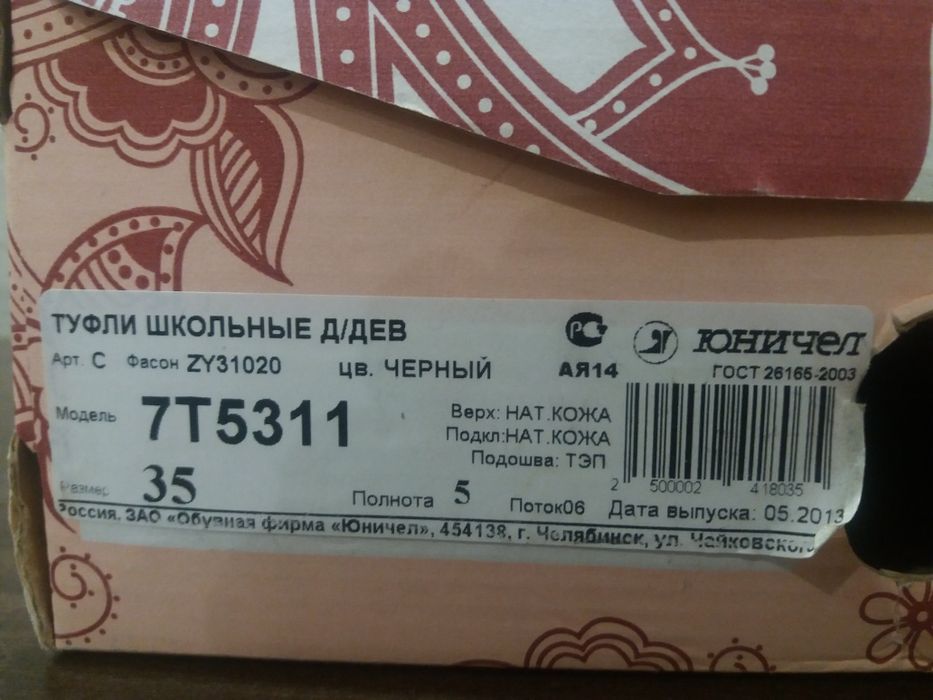 ТУФЛИ ШКОЛЬНЫЕ Д/ДЕВ
РСТ ЮНИЧЕЛ
Арт. С Фасон ZY31020 цв. ЧЕРНЫЙ АЯ14 ГОСТ 26165-2003
Модель 7Т5311
Верх: НАТ.КОЖА
Подкл:НАТ.КОЖА
Подошва: ТЭП
2 500002 418035
Размер 35 Полнота 5 Поток06 Дата выпуска: 05.2013
Россия, ЗАО «Обувная фирма «Юничел», 454138, г. Челябинск, ул. Чайковского